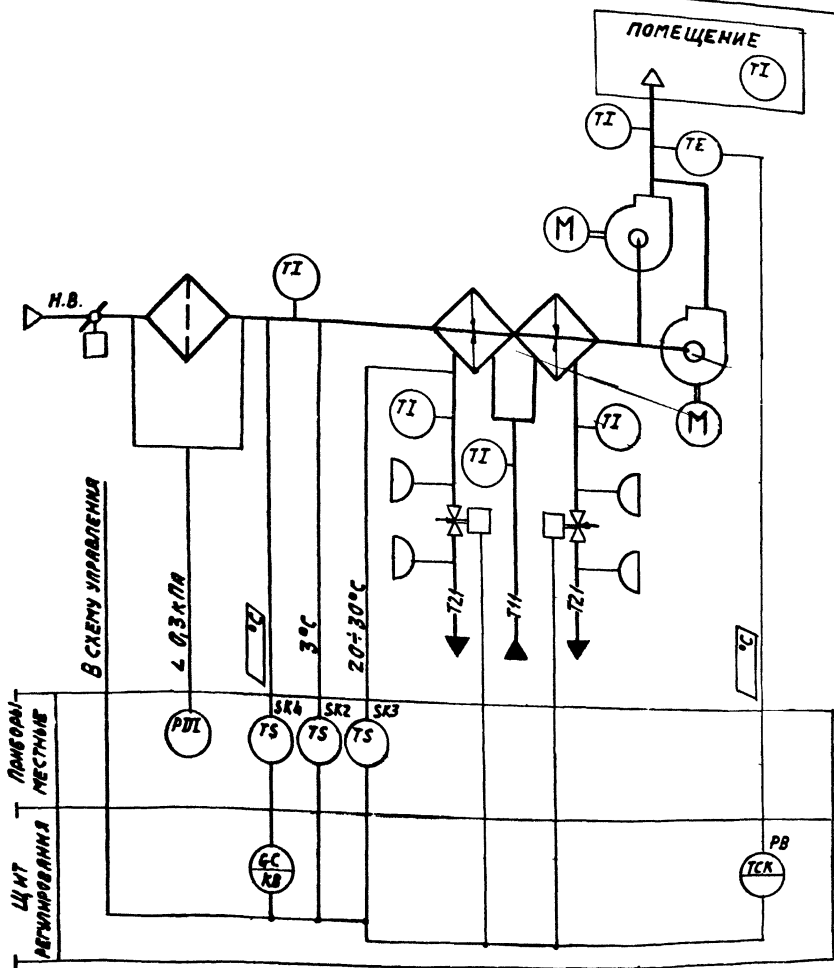 ПОМЕЩЕНИЕ
TI
TI
TE
M
TI
Н.В.
M
TI
TI
TI
В СХЕМУ УПРАВЛЕНИЯ
< 0,3 кПа
°C
3°C
20÷30°C
T21
T11
T21
°C
ПРИБОРЫ
МЕСТНЫЕ
PDI
SK4
TS
SK2
TS
SK3
TS
ЩИТ
РЕГУЛИРОВАНИЯ
GC
KB
PB
TCK